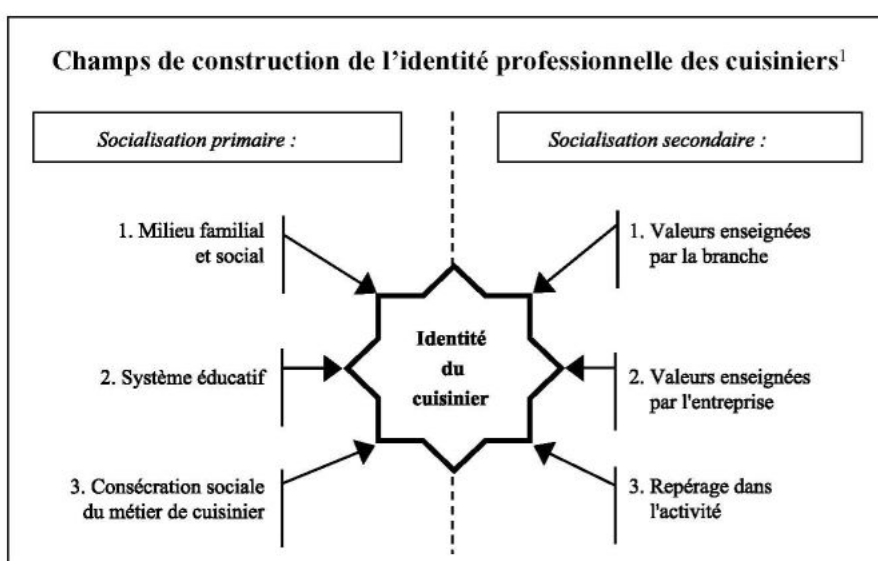 Champs de construction de l’identité professionnelle des cuisiniers¹
Socialisation primaire :
Socialisation secondaire :
1. Milieu familial
et social
2. Système éducatif
3. Consécration sociale
du métier de cuisinier
Identité
du
cuisinier
1. Valeurs enseignées
par la branche
2. Valeurs enseignées
par l'entreprise
3. Repérage dans
l'activité